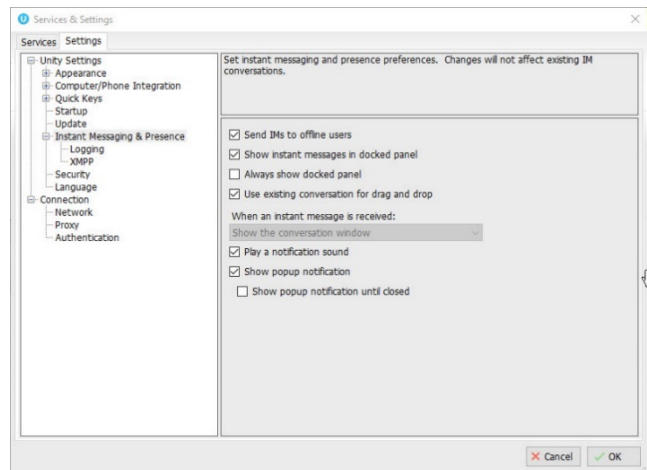 Services & Settings
Services Settings
Unity Settings
Appearance
Computer/Phone Integration
Quick Keys
Startup
Update
Instant Messaging & Presence
Logging
XMPP
Security
Language
Connection
Network
Proxy
Authentication
Set instant messaging and presence preferences. Changes will not affect existing IM
conversations.
Send IMs to offline users
Show instant messages in docked panel
Always show docked panel
Use existing conversation for drag and drop
When an instant message is received:
Show the conversation window
Play a notification sound
Show popup notification
Show popup notification until closed
Cancel OK